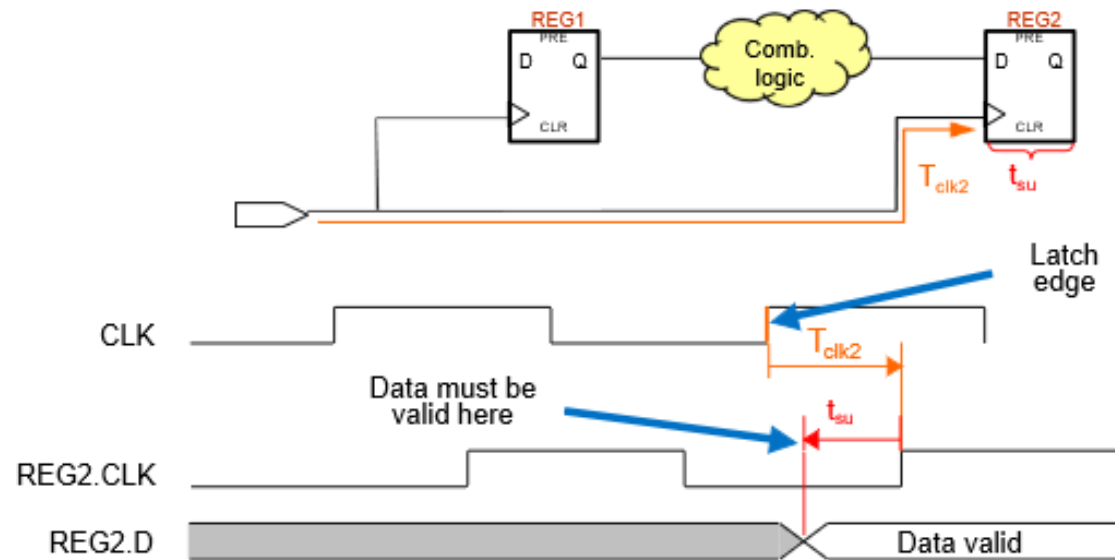 REG1
PRE
D Q
CLR
Comb.
logic
REG2
PRE
D Q
CLR
Tclk2
tsu
Latch
edge
CLK
Tclk2
Data must be
valid here
tsu
REG2.CLK
REG2.D
Data valid